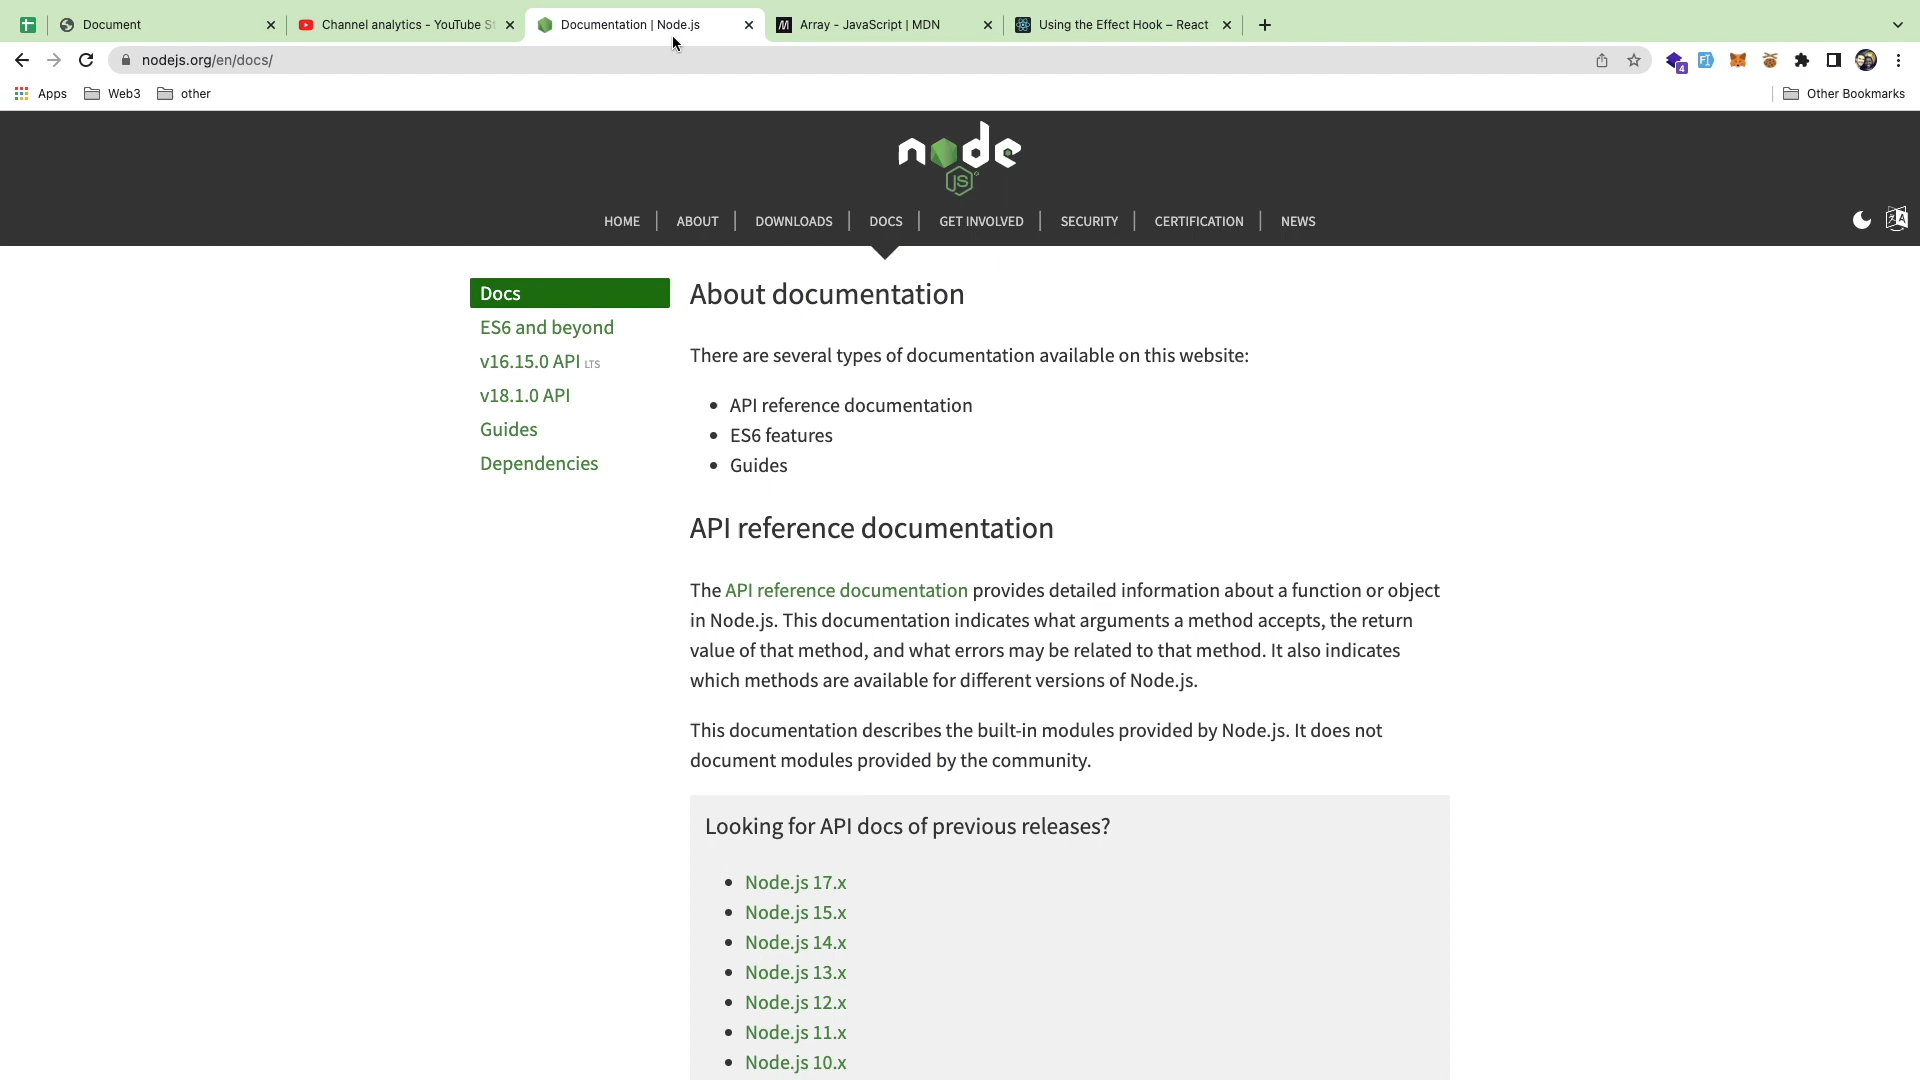 Document
Channel analytics - YouTube St
Documentation | Node.js
Array - JavaScript | MDN
Using the Effect Hook – React
nodejs.org/en/docs/
4
Apps
Web3
other
Other Bookmarks
node
JS
HOME
ABOUT
DOWNLOADS
DOCS
GET INVOLVED
SECURITY
CERTIFICATION
NEWS
Docs
ES6 and beyond
v16.15.0 API LTS
v18.1.0 API
Guides
Dependencies
About documentation
There are several types of documentation available on this website:
API reference documentation
ES6 features
Guides
API reference documentation
The API reference documentation provides detailed information about a function or object
in Node.js. This documentation indicates what arguments a method accepts, the return
value of that method, and what errors may be related to that method. It also indicates
which methods are available for different versions of Node.js.
This documentation describes the built-in modules provided by Node.js. It does not
document modules provided by the community.
Looking for API docs of previous releases?
Node.js 17.x
Node.js 15.x
Node.js 14.x
Node.js 13.x
Node.js 12.x
Node.js 11.x
Node.js 10.x